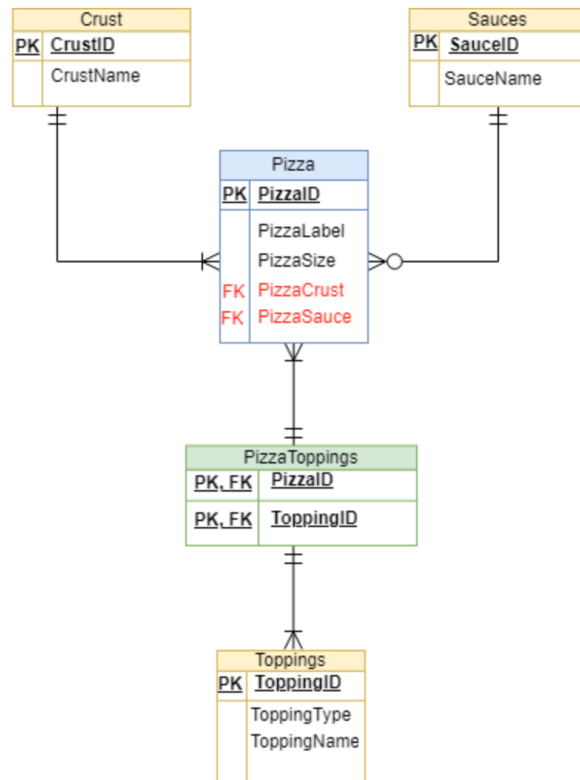 Crust
PK CrustID
CrustName
Sauces
PK SauceID
SauceName
Pizza
PK PizzaID
PizzaLabel
PizzaSize
FK PizzaCrust
FK PizzaSauce
PizzaToppings
PK, FK PizzaID
PK, FK ToppingID
Toppings
PK ToppingID
ToppingType
ToppingName